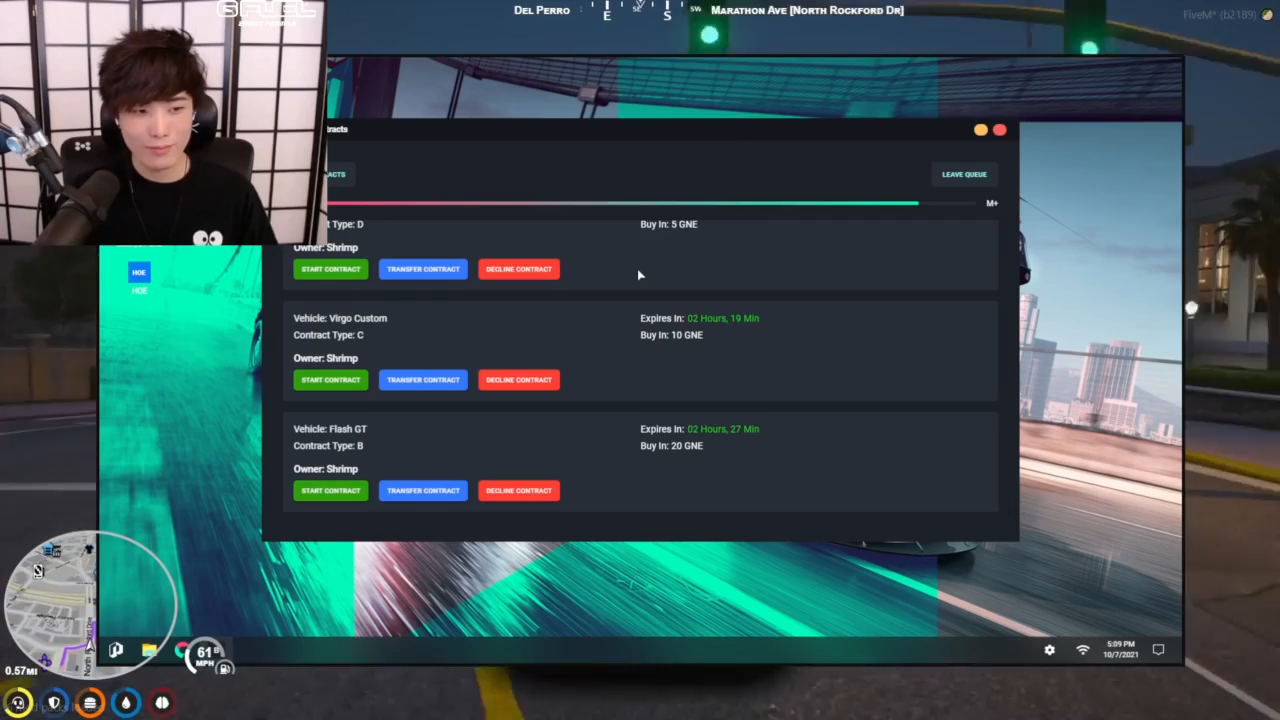 G FUEL
DEL PERRO
E
SE
S
SW
MARATHON AVE [NORTH ROCKFORD DR]
FiveM* (b2189)
tracts
ACTS
LEAVE QUEUE
M+
t Type: D
Buy In: 5 GNE
Owner: Shrimp
START CONTRACT
TRANSFER CONTRACT
DECLINE CONTRACT
HOE
HOE
Vehicle: Virgo Custom
Expires In: 02 Hours, 19 Min
Contract Type: C
Buy In: 10 GNE
Owner: Shrimp
START CONTRACT
TRANSFER CONTRACT
DECLINE CONTRACT
Vehicle: Flash GT
Expires In: 02 Hours, 27 Min
Contract Type: B
Buy In: 20 GNE
Owner: Shrimp
START CONTRACT
TRANSFER CONTRACT
DECLINE CONTRACT
61
MPH
0.57MI
5:09 PM
10/7/2021